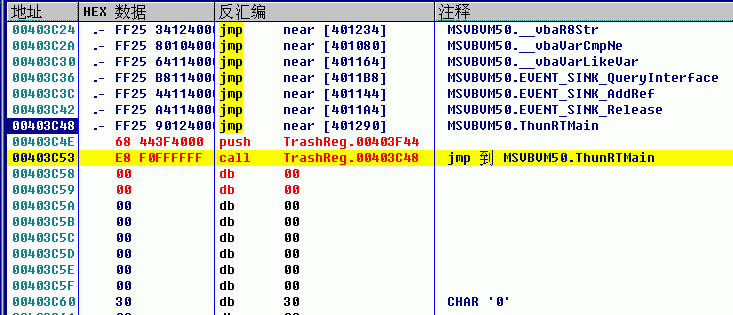 地址 HEX 数据 反汇编 注释
00403C24 .- FF25 34124000 jmp near [401234] MSVBVM50.__vbaR8Str
00403C2A .- FF25 80104000 jmp near [401080] MSVBVM50.__vbaVarCmpNe
00403C30 .- FF25 64114000 jmp near [401164] MSVBVM50.__vbaVarLikeVar
00403C36 .- FF25 B8114000 jmp near [4011B8] MSVBVM50.EVENT_SINK_QueryInterface
00403C3C .- FF25 44114000 jmp near [401144] MSVBVM50.EVENT_SINK_AddRef
00403C42 .- FF25 A4114000 jmp near [4011A4] MSVBVM50.EVENT_SINK_Release
00403C48 .- FF25 90124000 jmp near [401290] MSVBVM50.ThunRTMain
00403C4E 68 443F4000 push TrashReg.00403F44
00403C53 E8 F0FFFFFF call TrashReg.00403C48 jmp 到 MSVBVM50.ThunRTMain
00403C58 00 db 00
00403C59 00 db 00
00403C5A 00 db 00
00403C5B 00 db 00
00403C5C 00 db 00
00403C5D 00 db 00
00403C5E 00 db 00
00403C5F 00 db 00
00403C60 30 db 30 CHAR '0'